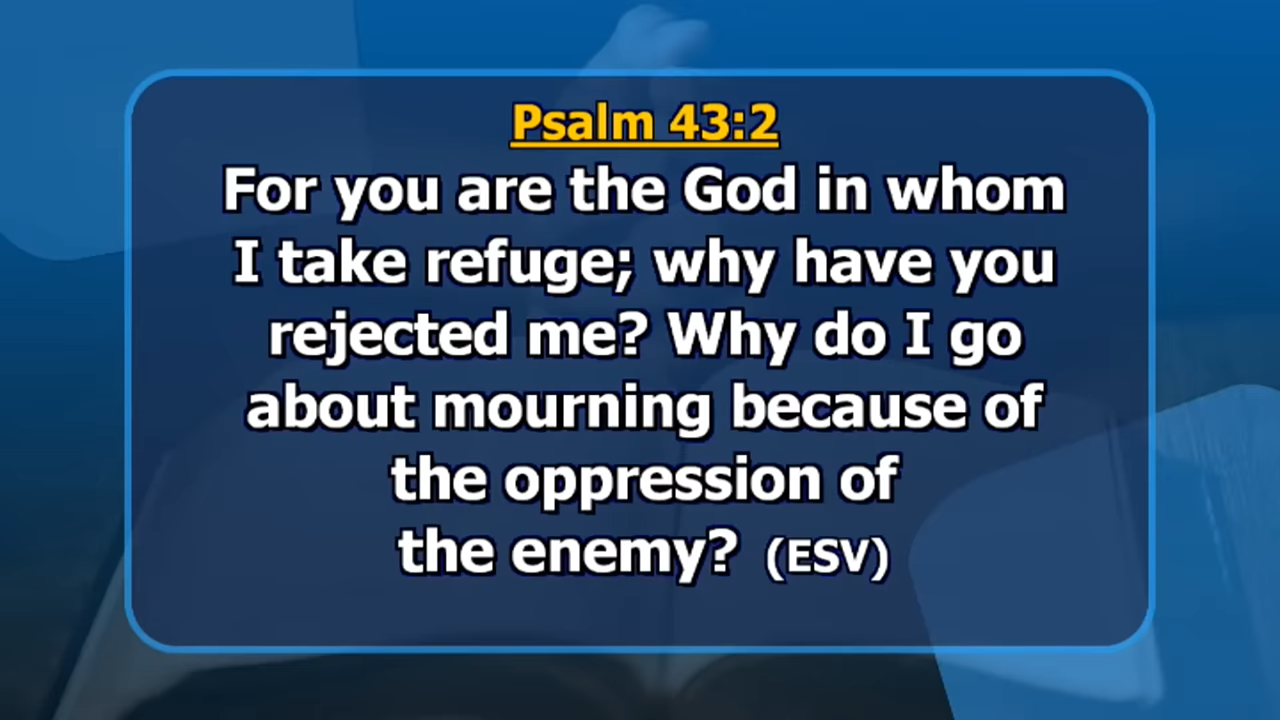 Psalm 43:2
For you are the God in whom
I take refuge; why have you
rejected me? Why do I go
about mourning because of
the oppression of
the enemy? (ESV)